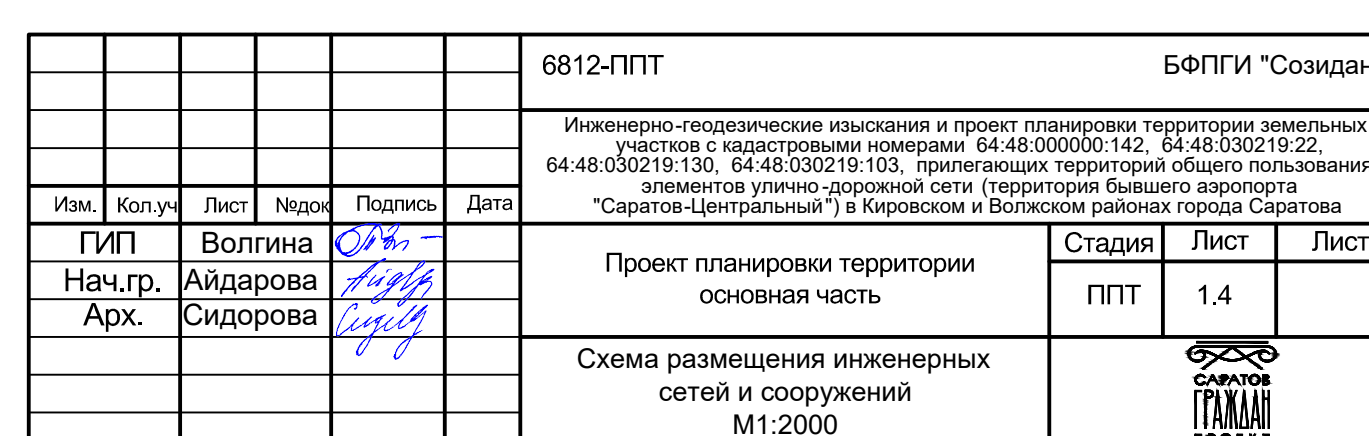 6812-ППТ БФПГИ "Созидан
Инженерно-геодезические изыскания и проект планировки территории земельных
участков с кадастровыми номерами 64:48:000000:142, 64:48:030219:22,
64:48:030219:130, 64:48:030219:103, прилегающих территорий общего пользования
элементов улично-дорожной сети (территория бывшего аэропорта
"Саратов-Центральный") в Кировском и Волжском районах города Саратова
Изм. Кол.уч Лист №док Подпись Дата
ГИП Волгина
Нач.гр. Айдарова
Арх. Сидорова
Проект планировки территории
основная часть
Стадия Лист Лист
ППТ 1.4
Схема размещения инженерных
сетей и сооружений
М1:2000
САРАТОВ
ГРАЖДАН